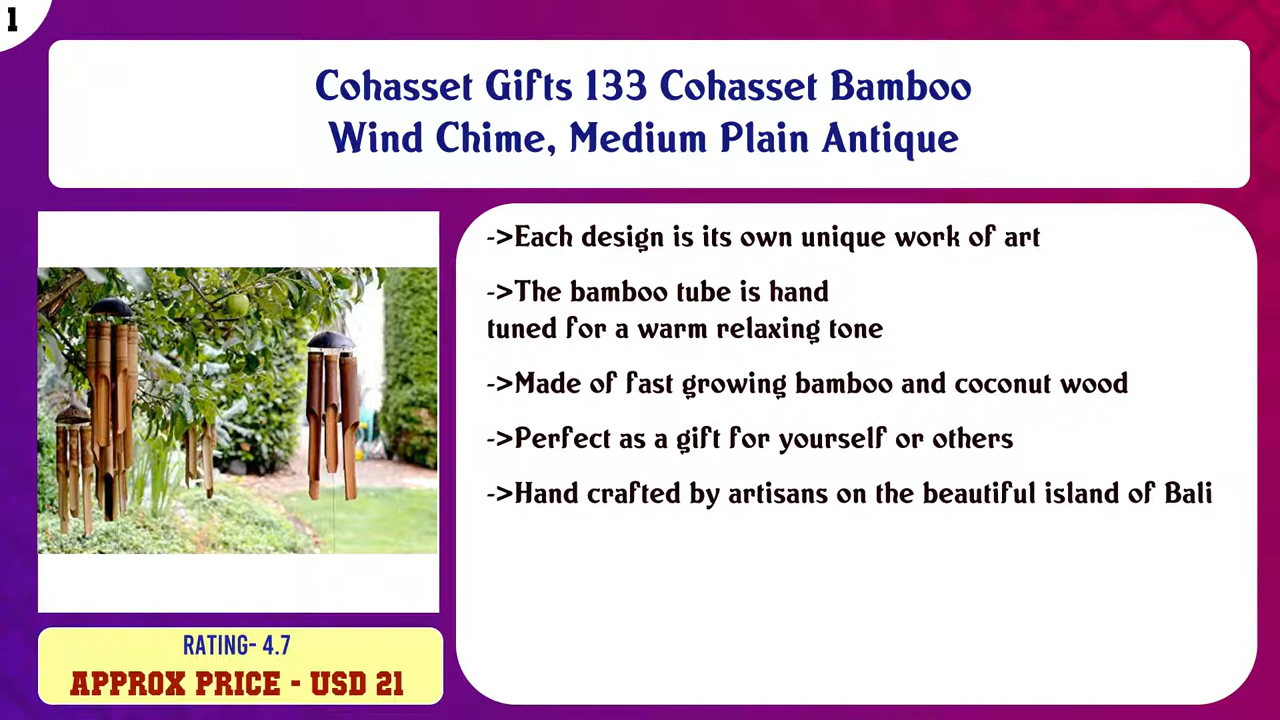 1
Cohasset Gifts 133 Cohasset Bamboo
Wind Chime, Medium Plain Antique
->Each design is its own unique work of art
->The bamboo tube is hand
tuned for a warm relaxing tone
->Made of fast growing bamboo and coconut wood
->Perfect as a gift for yourself or others
->Hand crafted by artisans on the beautiful island of Bali
RATING- 4.7
APPROX PRICE - USD 21